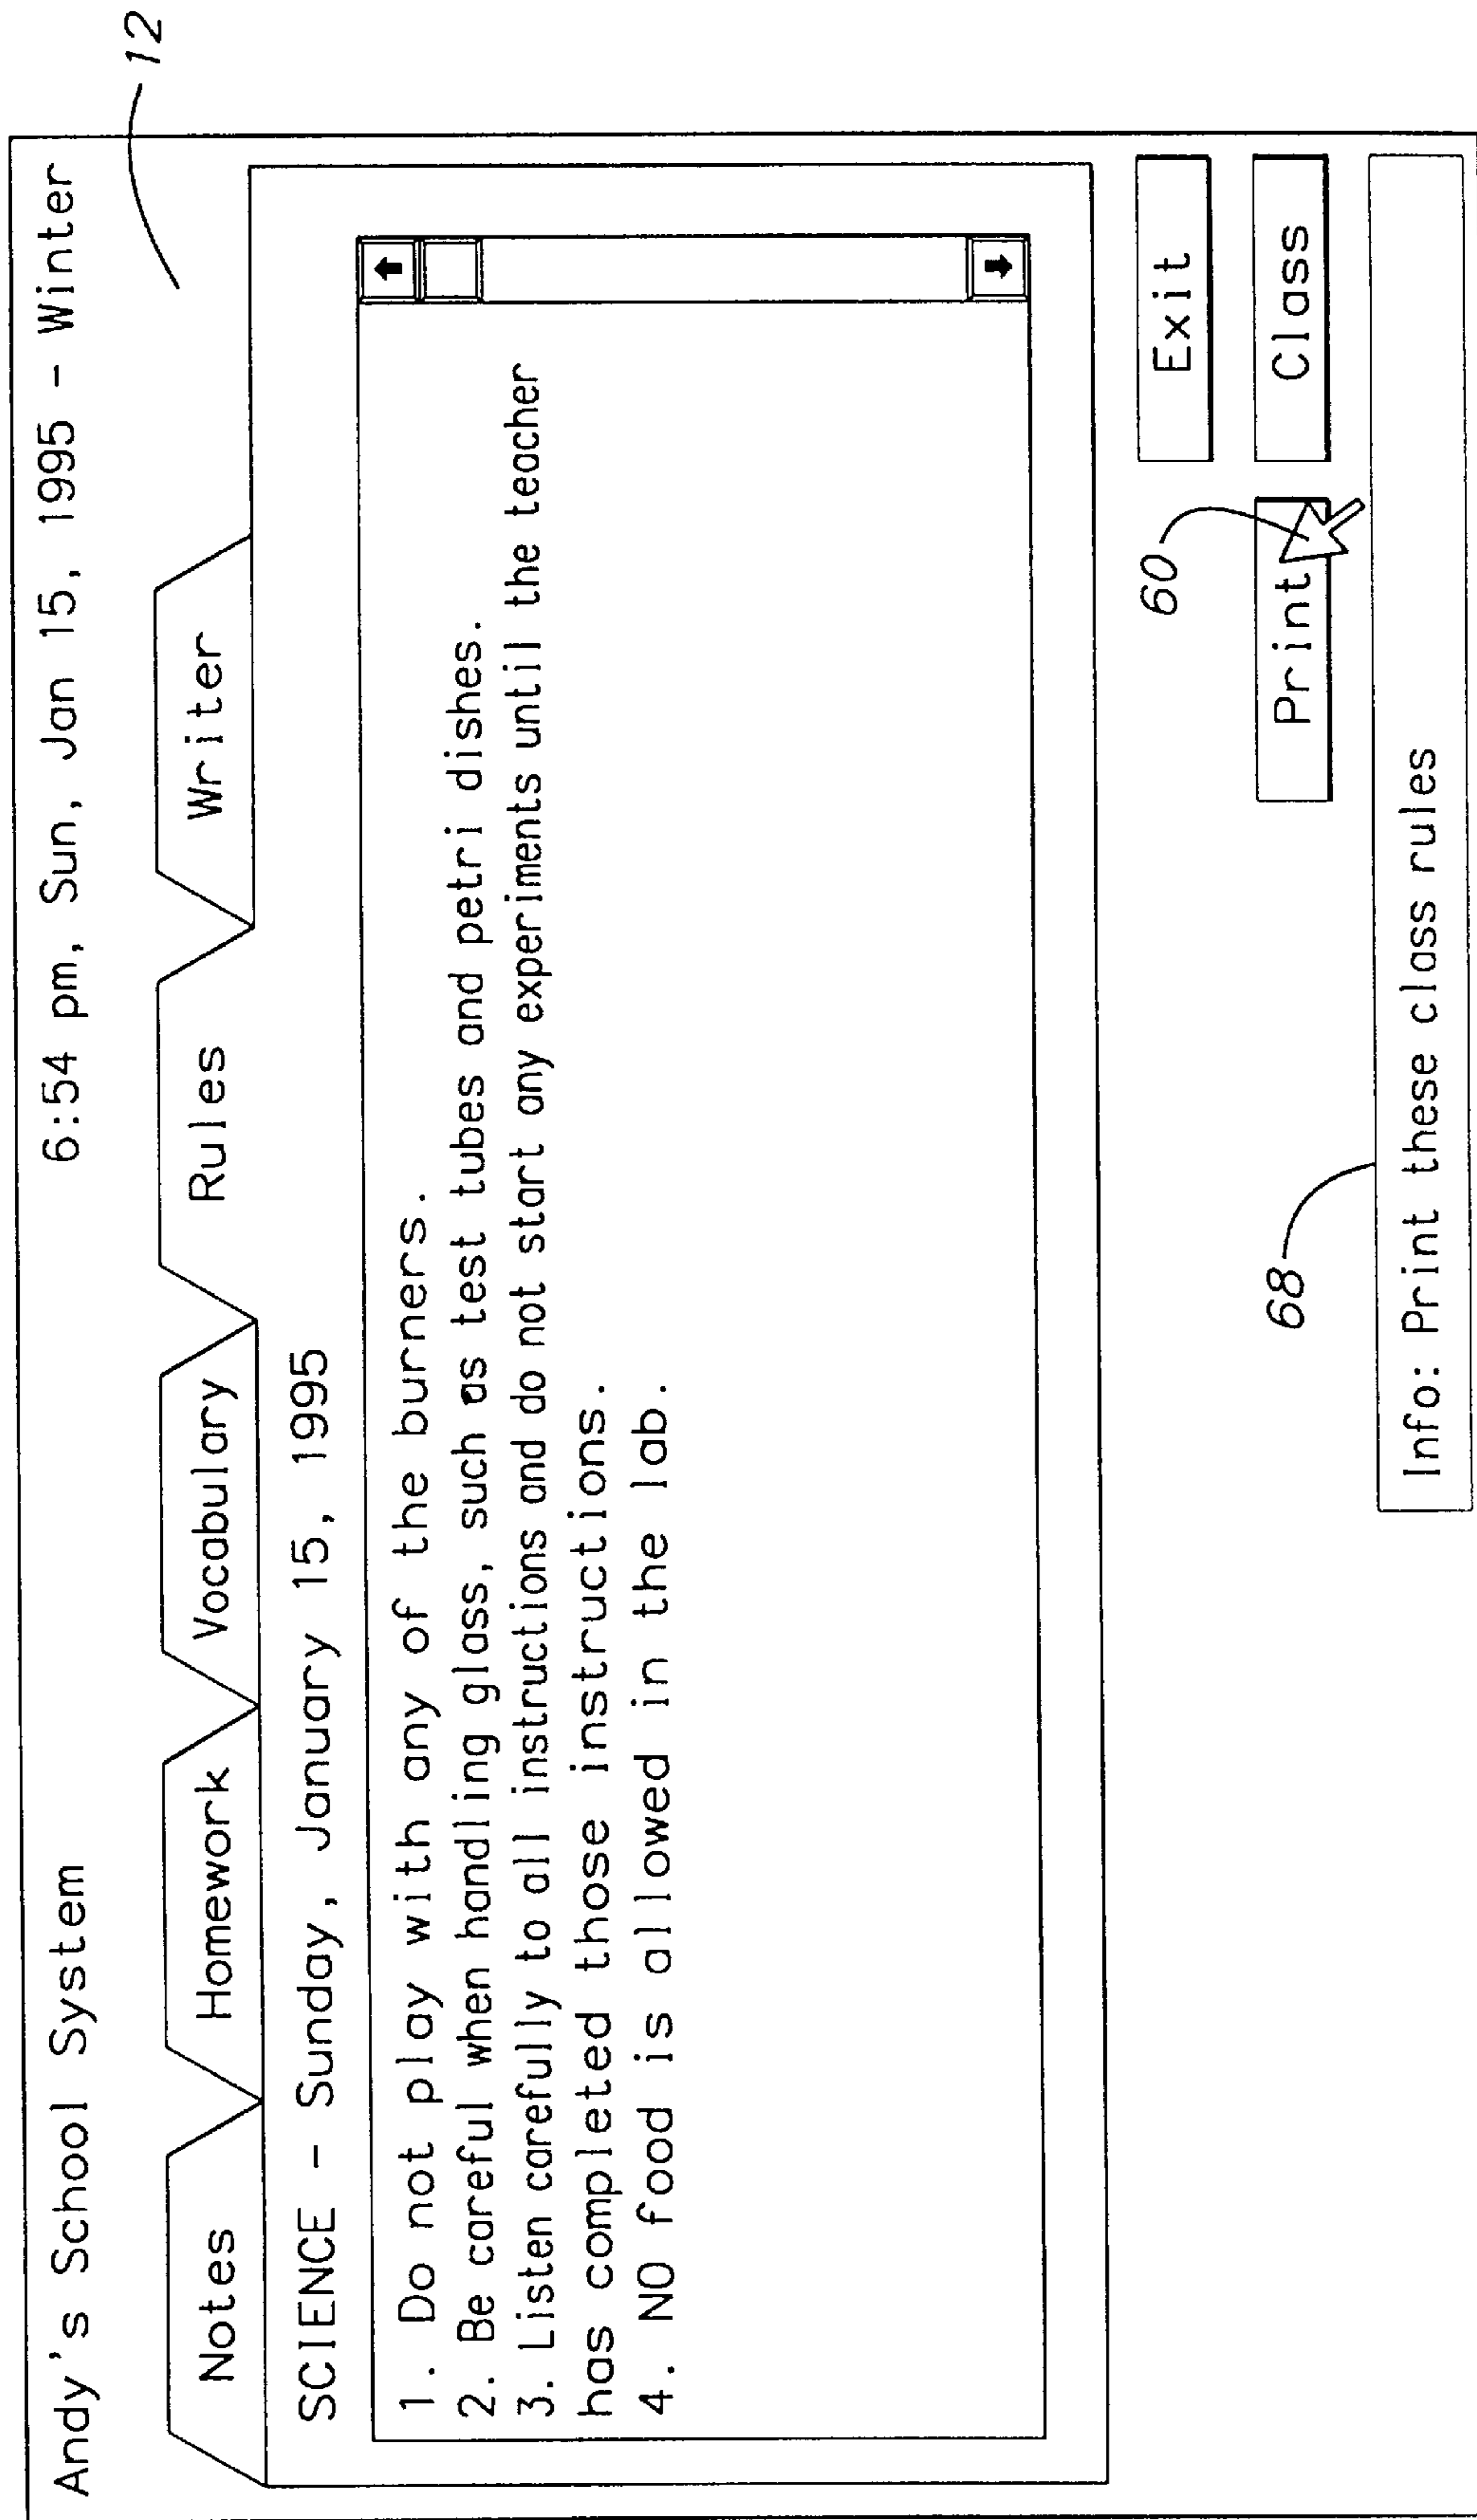 Andy's School System 6:54 pm, Sun, Jan 15, 1995 - Winter
12
Notes Homework Vocabulary Rules Writer
SCIENCE - Sunday, January 15, 1995
1. Do not play with any of the burners.
2. Be careful when handling glass, such as test tubes and petri dishes.
3. Listen carefully to all instructions and do not start any experiments until the teacher
has completed those instructions.
4. NO food is allowed in the lab.
Exit
60
Print Class
68
Info: Print these class rules